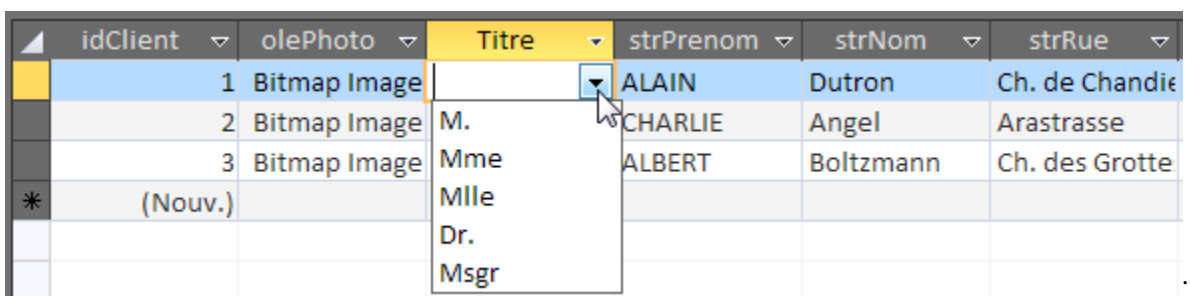 idClient olePhoto Titre strPrenom strNom strRue
1 Bitmap Image ALAIN Dutron Ch. de Chandie
2 Bitmap Image M. CHARLIE Angel Arastrasse
3 Bitmap Image Mme ALBERT Boltzmann Ch. des Grotte
(Nouv.) Mlle
Dr.
Msgr .